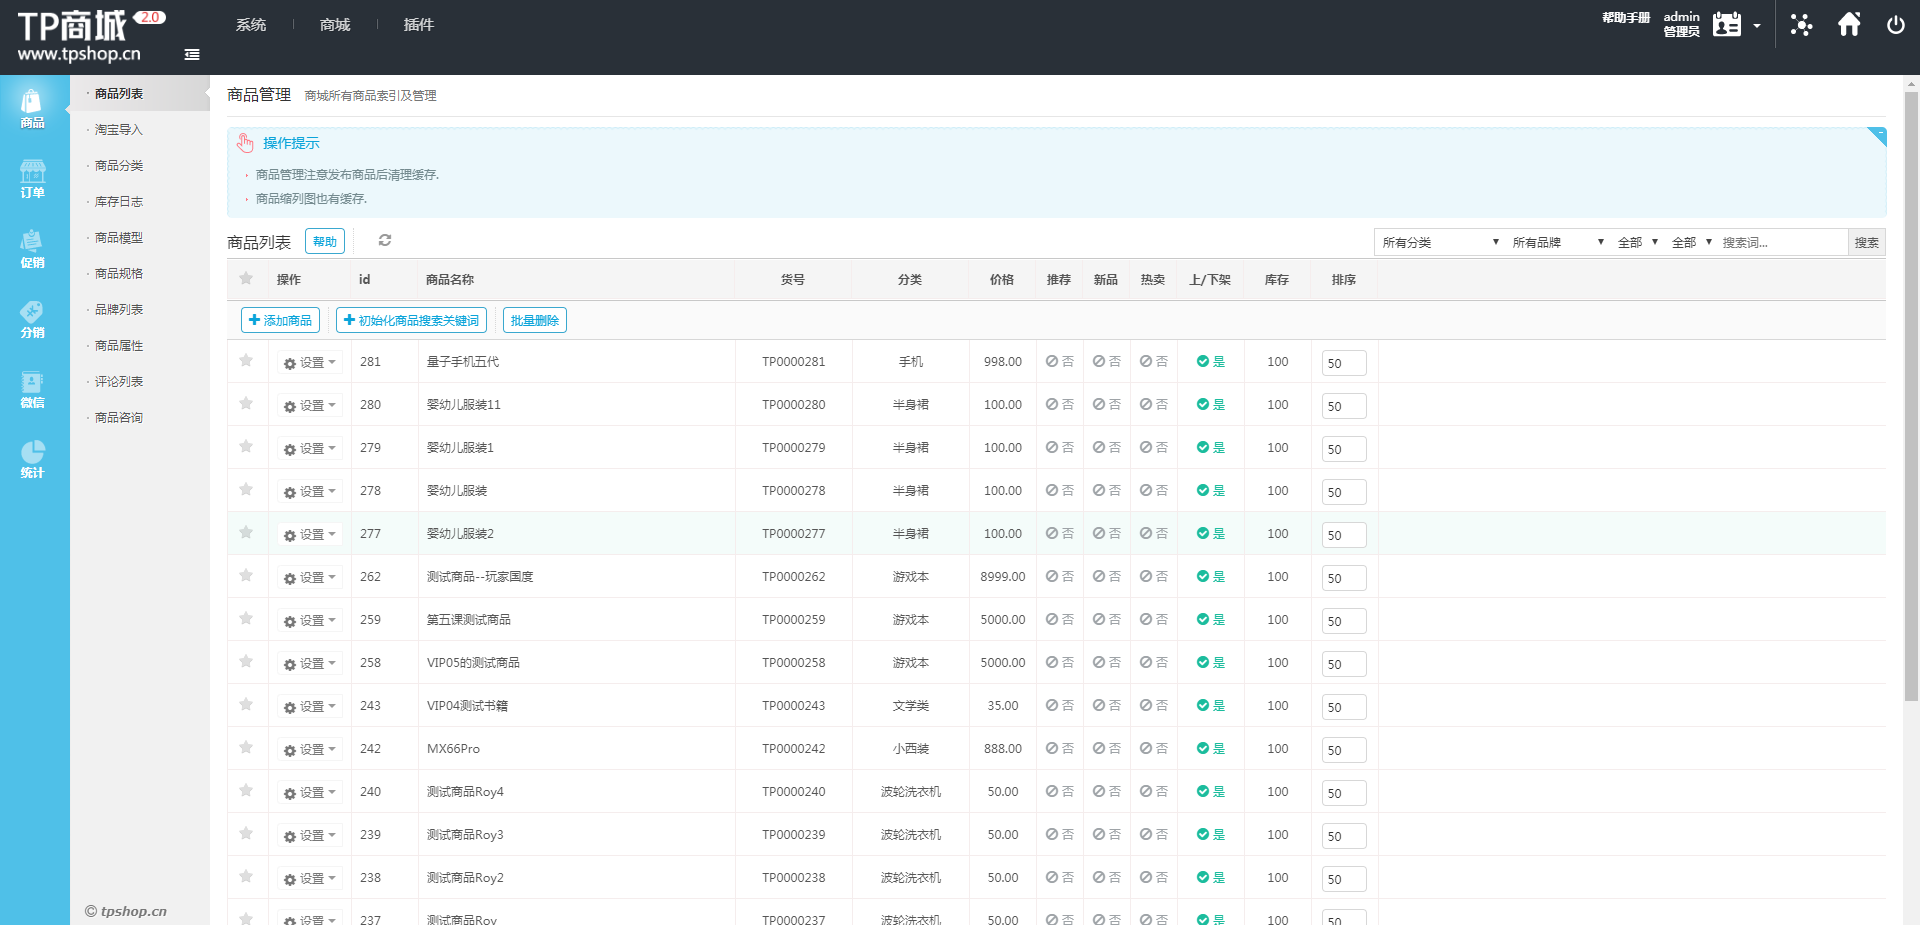 TP商城 2.0
www.tpshop.cn
系统 商城 插件
帮助手册 admin
管理员
商品
订单
促销
分销
微信
统计
· 商品列表
· 淘宝导入
· 商品分类
· 库存日志
· 商品模型
· 商品规格
· 品牌列表
· 商品属性
· 评论列表
· 商品咨询
© tpshop.cn
商品管理 商城所有商品索引及管理
操作提示
商品管理注意发布商品后清理缓存.
商品缩列图也有缓存.
商品列表 帮助 所有分类 所有品牌 全部 全部 搜索词... 搜索
操作 id 商品名称 货号 分类 价格 推荐 新品 热卖 上/下架 库存 排序
添加商品 初始化商品搜索关键词 批量删除
设置 281 量子手机五代 TP0000281 手机 998.00 否 否 否 是 100 50
设置 280 婴幼儿服装11 TP0000280 半身裙 100.00 否 否 否 是 100 50
设置 279 婴幼儿服装1 TP0000279 半身裙 100.00 否 否 否 是 100 50
设置 278 婴幼儿服装 TP0000278 半身裙 100.00 否 否 否 是 100 50
设置 277 婴幼儿服装2 TP0000277 半身裙 100.00 否 否 否 是 100 50
设置 262 测试商品--玩家国度 TP0000262 游戏本 8999.00 否 否 否 是 100 50
设置 259 第五课测试商品 TP0000259 游戏本 5000.00 否 否 否 是 100 50
设置 258 VIP05的测试商品 TP0000258 游戏本 5000.00 否 否 否 是 100 50
设置 243 VIP04测试书籍 TP0000243 文学类 35.00 否 否 否 是 100 50
设置 242 MX66Pro TP0000242 小西装 888.00 否 否 否 是 100 50
设置 240 测试商品Roy4 TP0000240 波轮洗衣机 50.00 否 否 否 是 100 50
设置 239 测试商品Roy3 TP0000239 波轮洗衣机 50.00 否 否 否 是 100 50
设置 238 测试商品Roy2 TP0000238 波轮洗衣机 50.00 否 否 否 是 100 50
设置 237 测试商品Roy TP0000237 波轮洗衣机 50.00 否 否 否 是 100 50